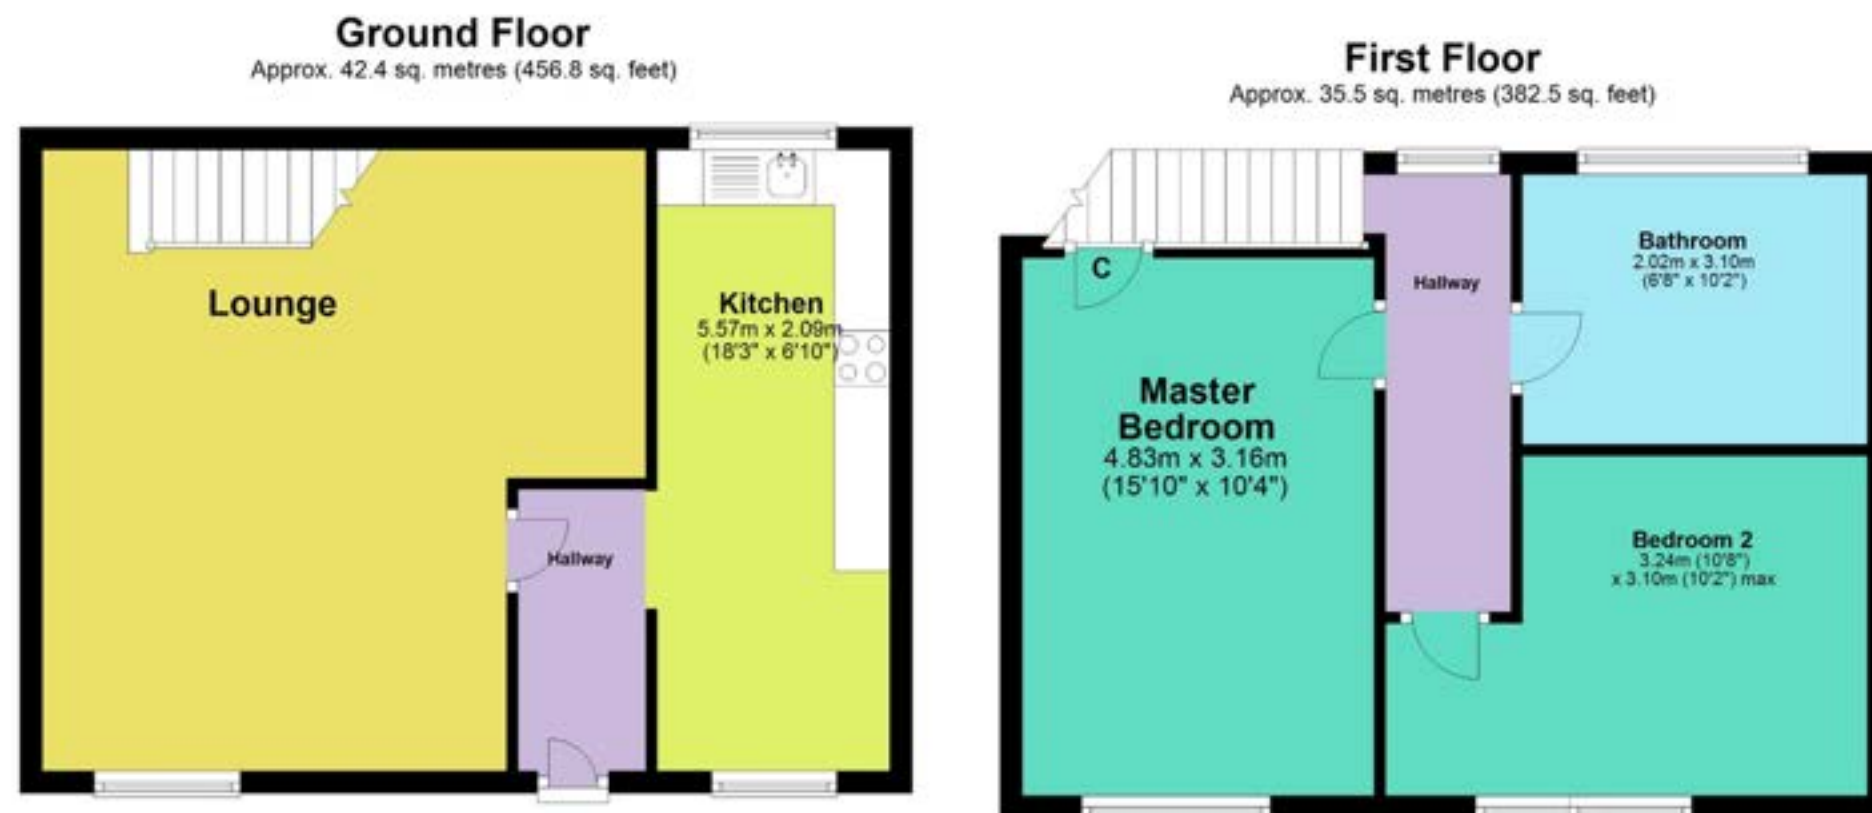 Ground Floor
Approx. 42.4 sq. metres (456.8 sq. feet)
Lounge
Kitchen
5.57m x 2.09m
(18'3" x 6'10")
Hallway
First Floor
Approx. 35.5 sq. metres (382.5 sq. feet)
C
Master
Bedroom
4.83m x 3.16m
(15'10" x 10'4")
Hallway
Bathroom
2.02m x 3.10m
(6'8" x 10'2")
Bedroom 2
3.24m (10'8")
x 3.10m (10'2") max